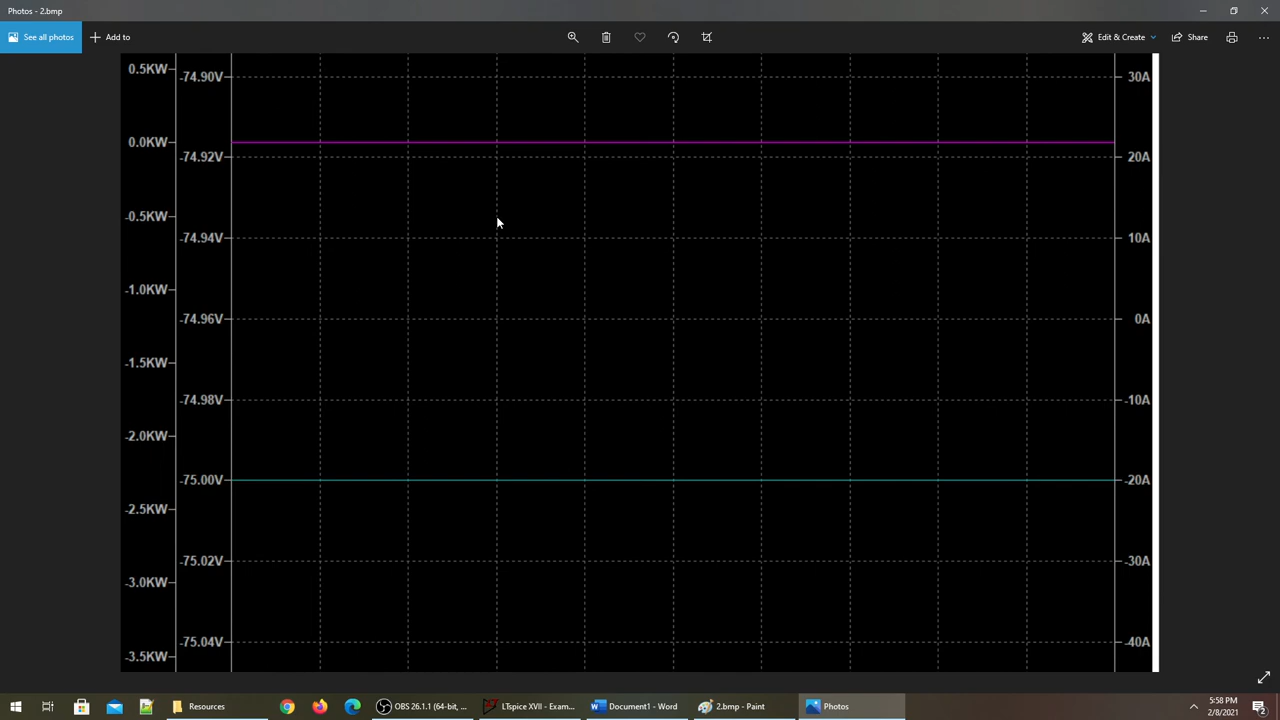 Photos - 2.bmp
See all photos
Add to
Edit & Create
Share
0.5KW
-74.90V
30A
0.0KW
-74.92V
20A
-0.5KW
-74.94V
10A
-1.0KW
-74.96V
0A
-1.5KW
-74.98V
-10A
-2.0KW
-75.00V
-20A
-2.5KW
-75.02V
-30A
-3.0KW
-75.04V
-40A
-3.5KW
Resources
OBS 26.1.1 (64-bit, ...
LTspice XVII - Exam...
Document1 - Word
2.bmp - Paint
Photos
5:58 PM
2/8/2021
2